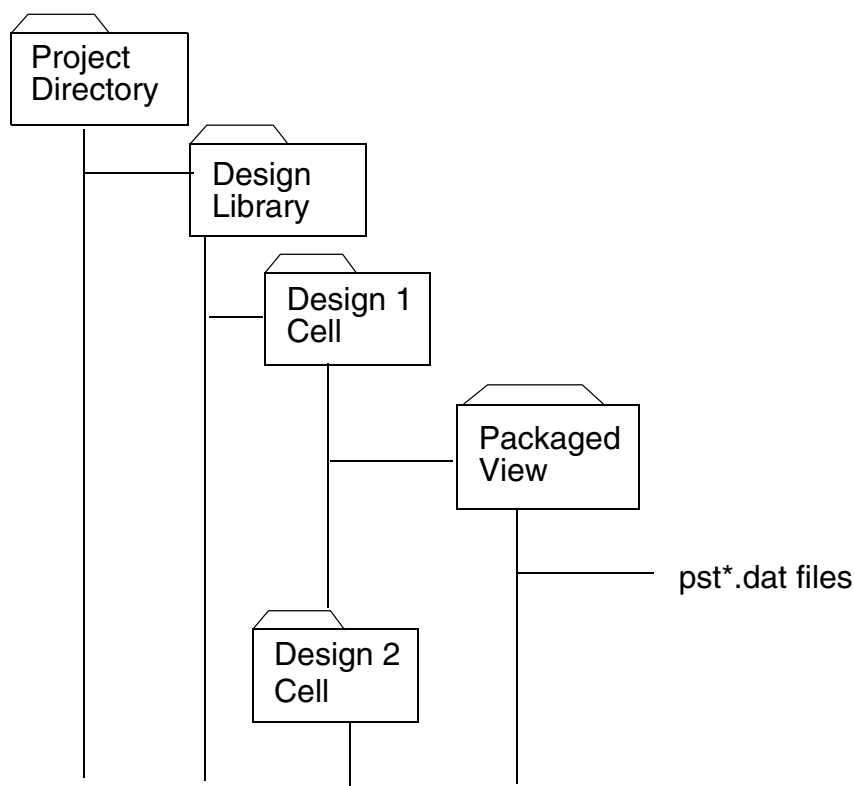 Project
Directory
Design
Library
Design 1
Cell
Packaged
View
pst*.dat files
Design 2
Cell